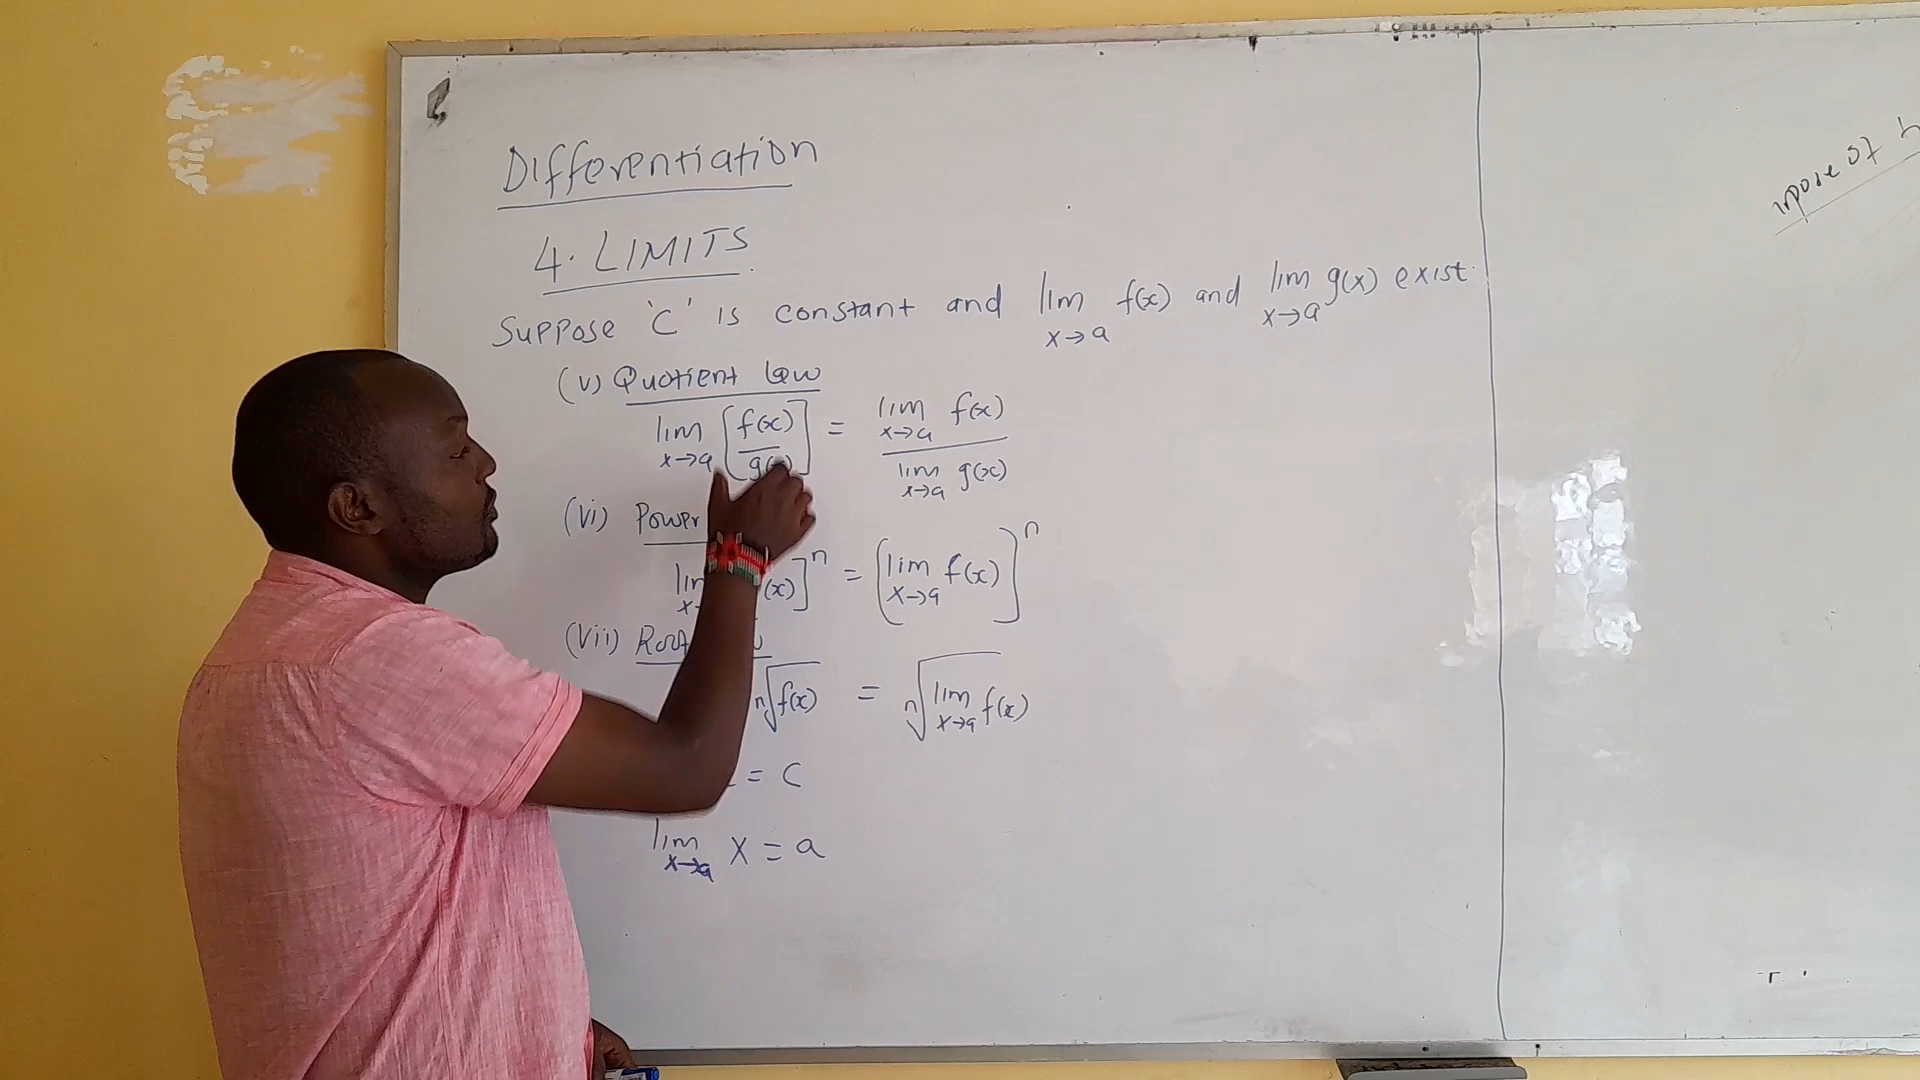 Differentiation
4. LIMITS
Suppose 'C' is constant and lim x→a f(x) and lim x→a g(x) exist.
(v) Quotient law
lim x→a [f(x)/g(x)] = lim x→a f(x) / lim x→a g(x)
(vi) Power
(x)]^n = [lim x→a f(x)]^n
(vii) Root
n√f(x) = n√lim x→a f(x)
= C
lim x→a x = a